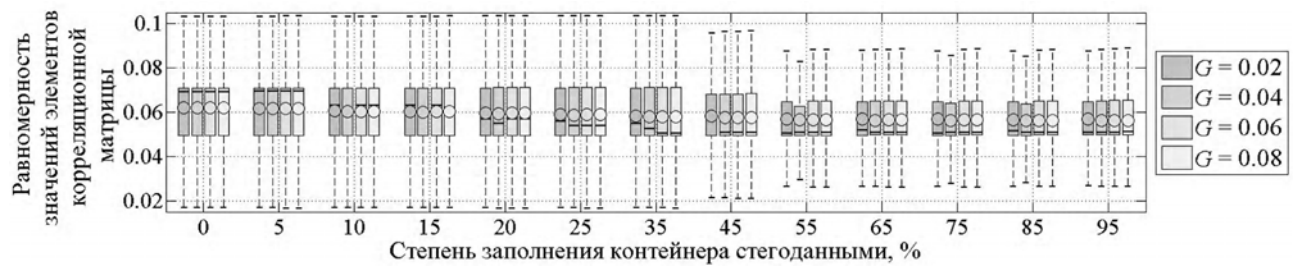 Равномерность
значений элементов
корреляционной
матрицы
0.1
0.08
0.06
0.04
0.02
0 5 10 15 20 25 35 45 55 65 75 85 95
Степень заполнения контейнера стегоданными, %
G = 0.02
G = 0.04
G = 0.06
G = 0.08